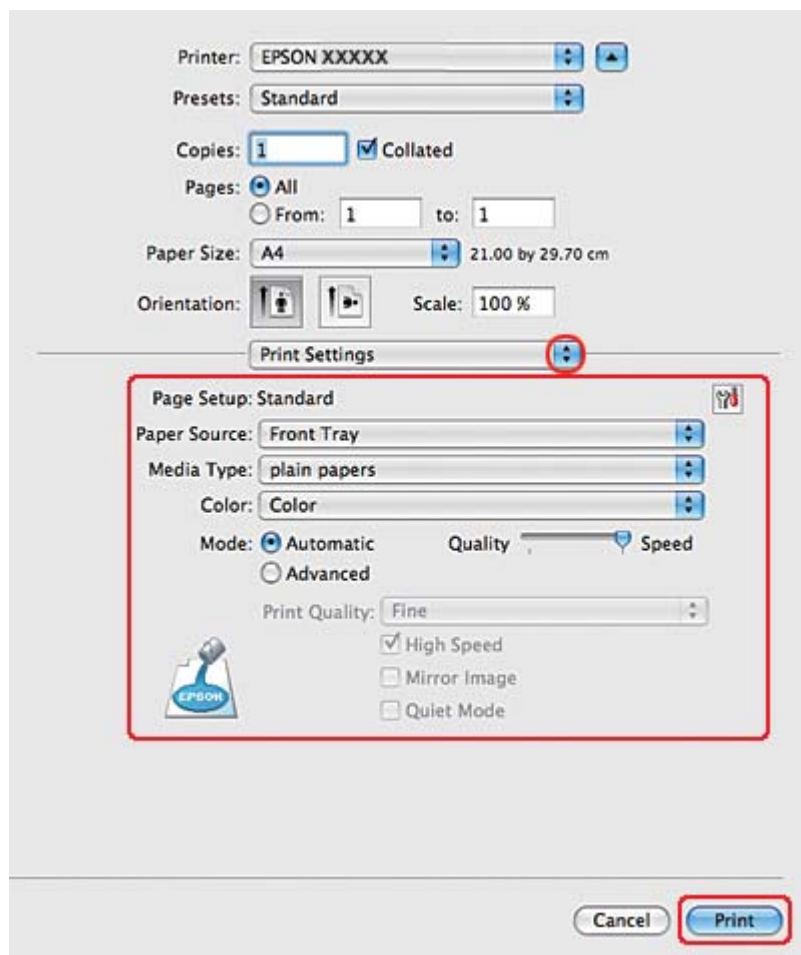 Printer: EPSON XXXXX
Presets: Standard
Copies: 1 Collated
Pages: All
From: 1 to: 1
Paper Size: A4 21.00 by 29.70 cm
Orientation: Scale: 100 %
Print Settings
Page Setup: Standard
Paper Source: Front Tray
Media Type: plain papers
Color: Color
Mode: Automatic Quality Speed
Advanced
Print Quality: Fine
High Speed
Mirror Image
EPSON Quiet Mode
Cancel Print